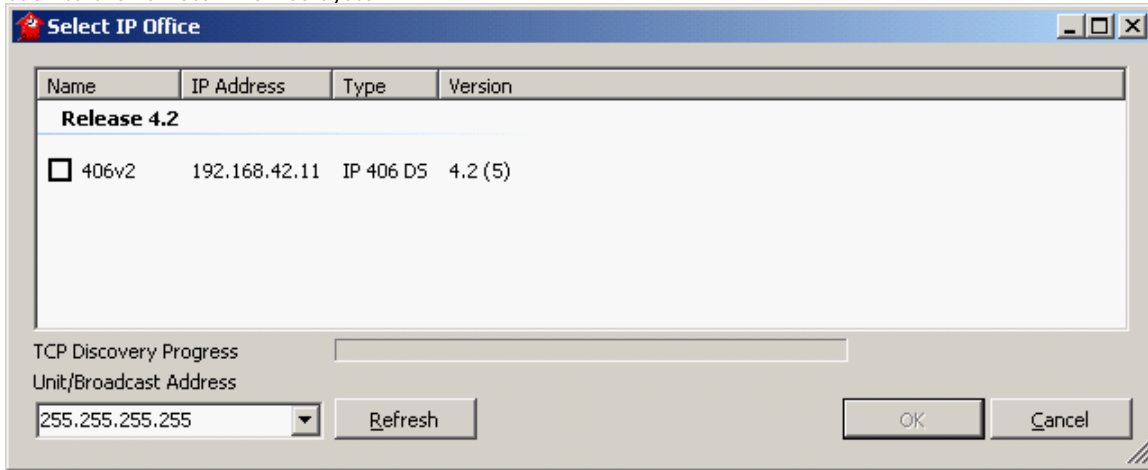 Select IP Office
Name IP Address Type Version
Release 4.2
406v2 192.168.42.11 IP 406 DS 4.2 (5)
TCP Discovery Progress
Unit/Broadcast Address
255.255.255.255 Refresh OK Cancel